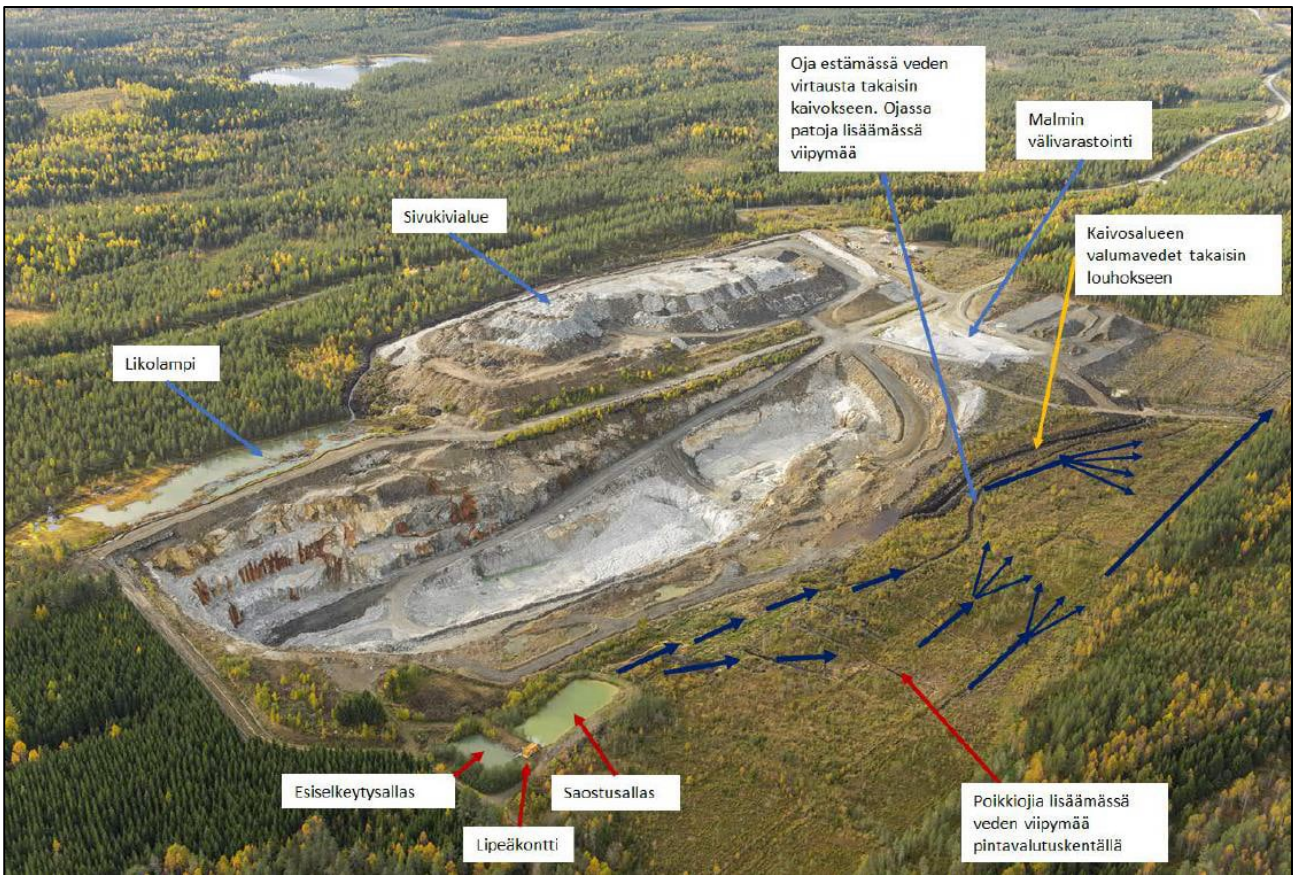 Oja estämässä veden
virtausta takaisin
kaivokseen. Ojassa
patoja lisäämässä
viipymää
Malmin
välivarastointi
Sivukivialue
Kaivosalueen
valumavedet takaisin
louhokseen
Likolampi
Esiselkeytysallas
Saostusallas
Lipeäkontti
Poikkiojia lisäämässä
veden viipymää
pintavalutuskentällä